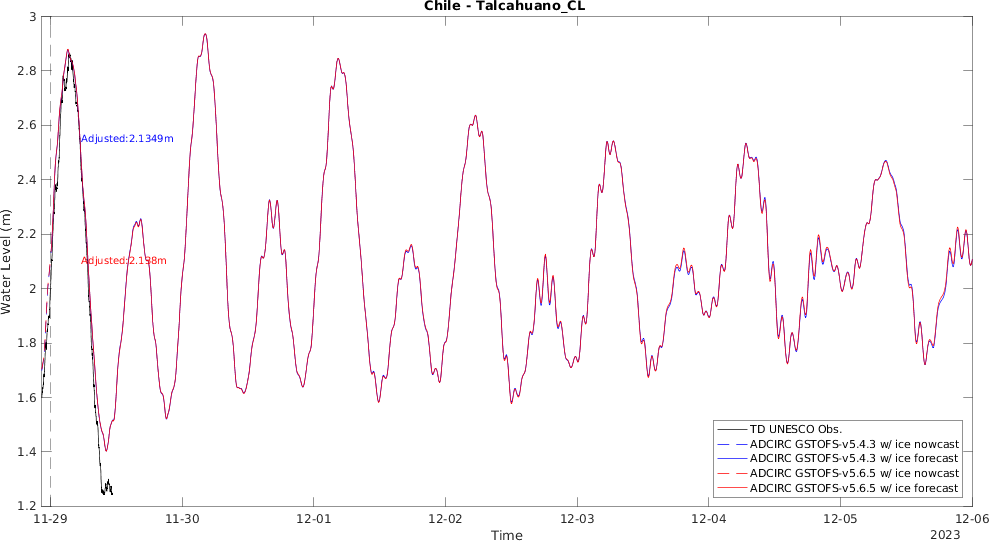 Chile - Talcahuano_CL
3
2.8
2.6
2.4
2.2
2
1.8
1.6
1.4
1.2
Water Level (m)
Adjusted:2.1349m
Adjusted:2.138m
TD UNESCO Obs.
ADCIRC GSTOFS-v5.4.3 w/ ice nowcast
ADCIRC GSTOFS-v5.4.3 w/ ice forecast
ADCIRC GSTOFS-v5.6.5 w/ ice nowcast
ADCIRC GSTOFS-v5.6.5 w/ ice forecast
11-29 11-30 12-01 12-02 12-03 12-04 12-05 12-06
Time
2023